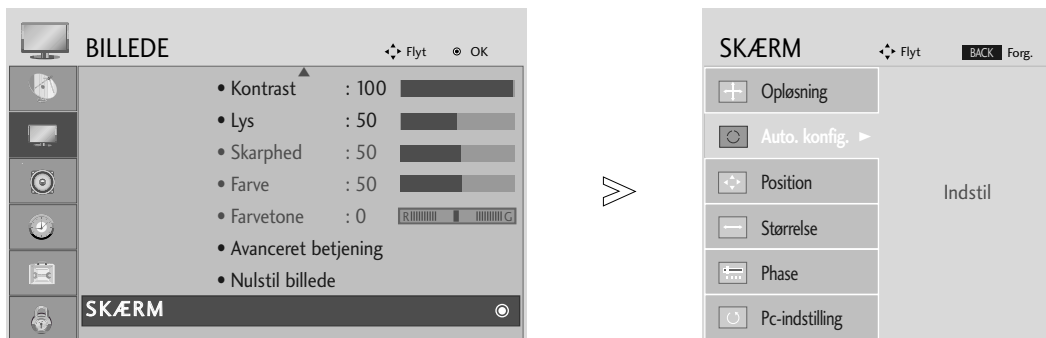 BILLEDE
Flyt OK
• Kontrast : 100
• Lys : 50
• Skarphed : 50
• Farve : 50
• Farvetone : 0 R G
• Avanceret betjening
• Nulstil billede
SKÆRM
SKÆRM
Flyt BACK Forg.
Opløsning
Auto. konfig. ►
Position
Størrelse
Phase
Pc-indstilling
Indstil